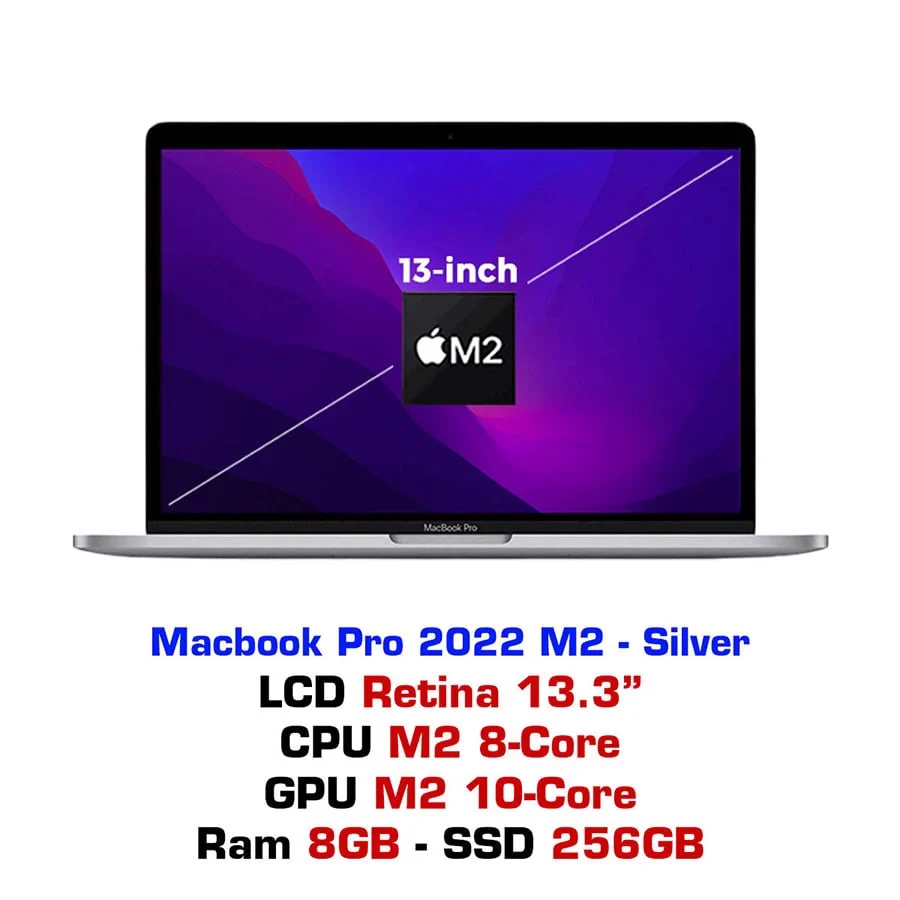 13-inch
M2
MacBook Pro
Macbook Pro 2022 M2 - Silver
LCD Retina 13.3”
CPU M2 8-Core
GPU M2 10-Core
Ram 8GB - SSD 256GB